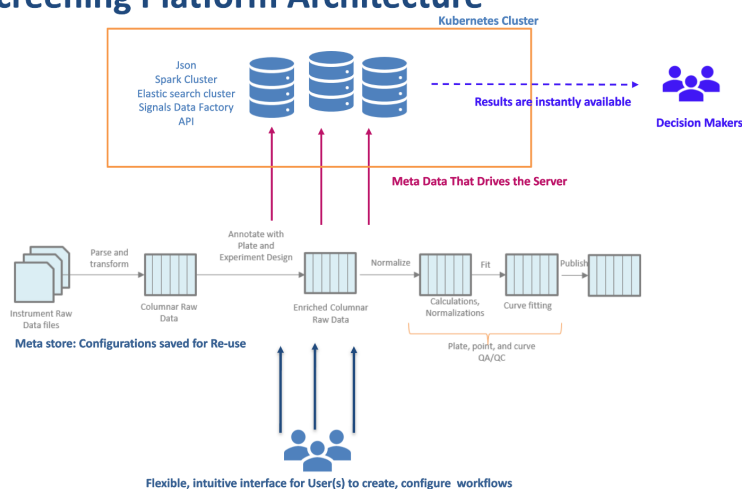 creening Platform Architecture
Kubernetes Cluster
Json
Spark Cluster
Elastic search cluster
Signals Data Factory
API
Results are instantly available
Decision Makers
Meta Data That Drives the Server
Parse and
transform
Annotate with
Plate and
Experiment Design
Normalize
Fit
Publish
Instrument Raw
Data files
Columnar Raw
Data
Enriched Columnar
Raw Data
Calculations,
Normalizations
Curve fitting
Meta store: Configurations saved for Re-use
Plate, point, and curve
QA/QC
Flexible, intuitive interface for User(s) to create, configure workflows